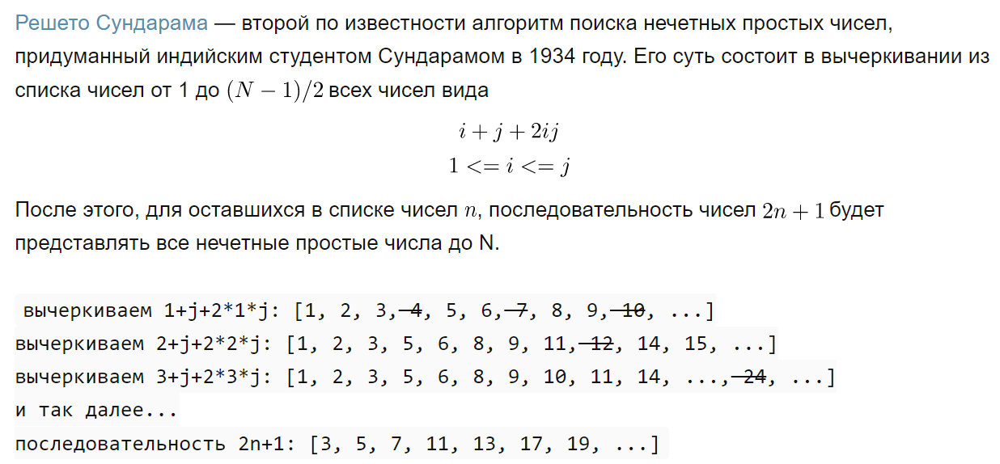 Решето Сундарама — второй по известности алгоритм поиска нечетных простых чисел,
придуманный индийским студентом Сундарамом в 1934 году. Его суть состоит в вычеркивании из
списка чисел от 1 до (N − 1)/2 всех чисел вида
i + j + 2ij
1 <= i <= j
После этого, для оставшихся в списке чисел n, последовательность чисел 2n + 1 будет
представлять все нечетные простые числа до N.
вычеркиваем 1+j+2*1*j: [1, 2, 3, 4, 5, 6, 7, 8, 9, 10, ...]
вычеркиваем 2+j+2*2*j: [1, 2, 3, 5, 6, 8, 9, 11, 12, 14, 15, ...]
вычеркиваем 3+j+2*3*j: [1, 2, 3, 5, 6, 8, 9, 10, 11, 14, ..., 24, ...]
и так далее...
последовательность 2n+1: [3, 5, 7, 11, 13, 17, 19, ...]